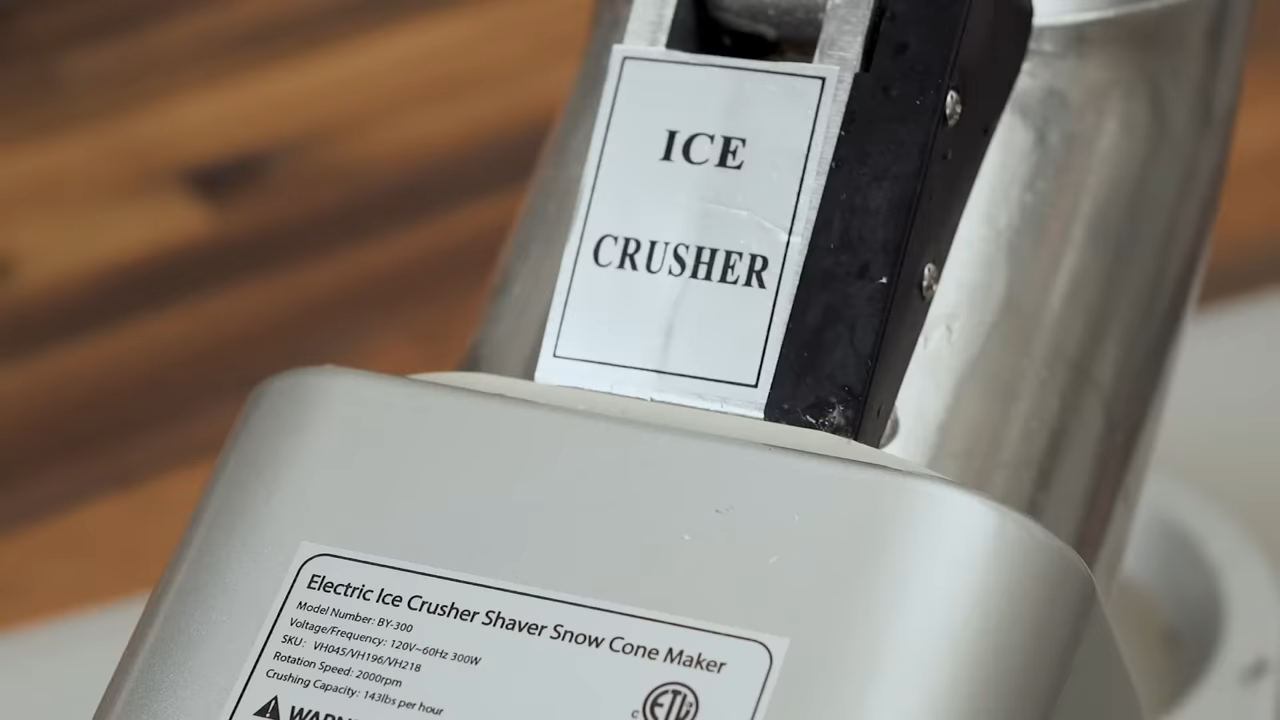 ICE
CRUSHER
Electric Ice Crusher Shaver Snow Cone Maker
Model Number: BY-300
Voltage/Frequency: 120V~60Hz 300W
SKU: VH045/VH196/VH218
Rotation Speed: 2000rpm
Crushing Capacity: 143lbs per hour
C ETL